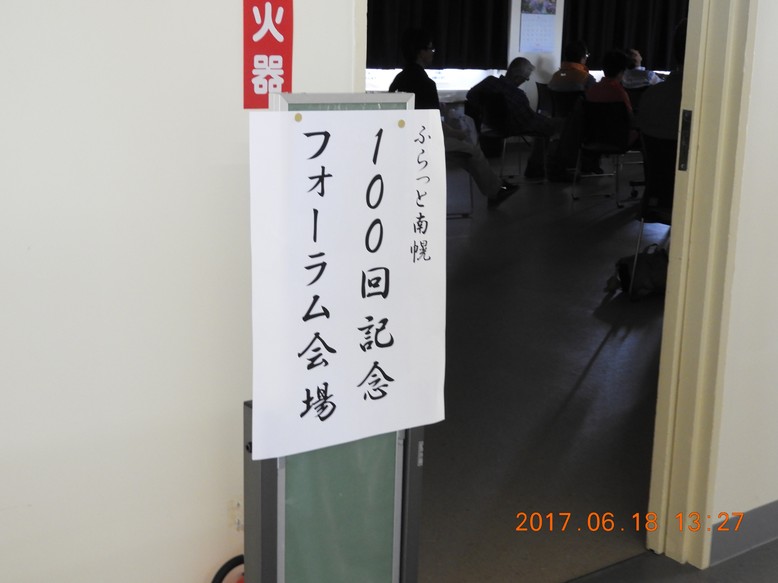 火器
ふらっと南幌
100回記念
フォーラム会場
2017.06.18 13:27